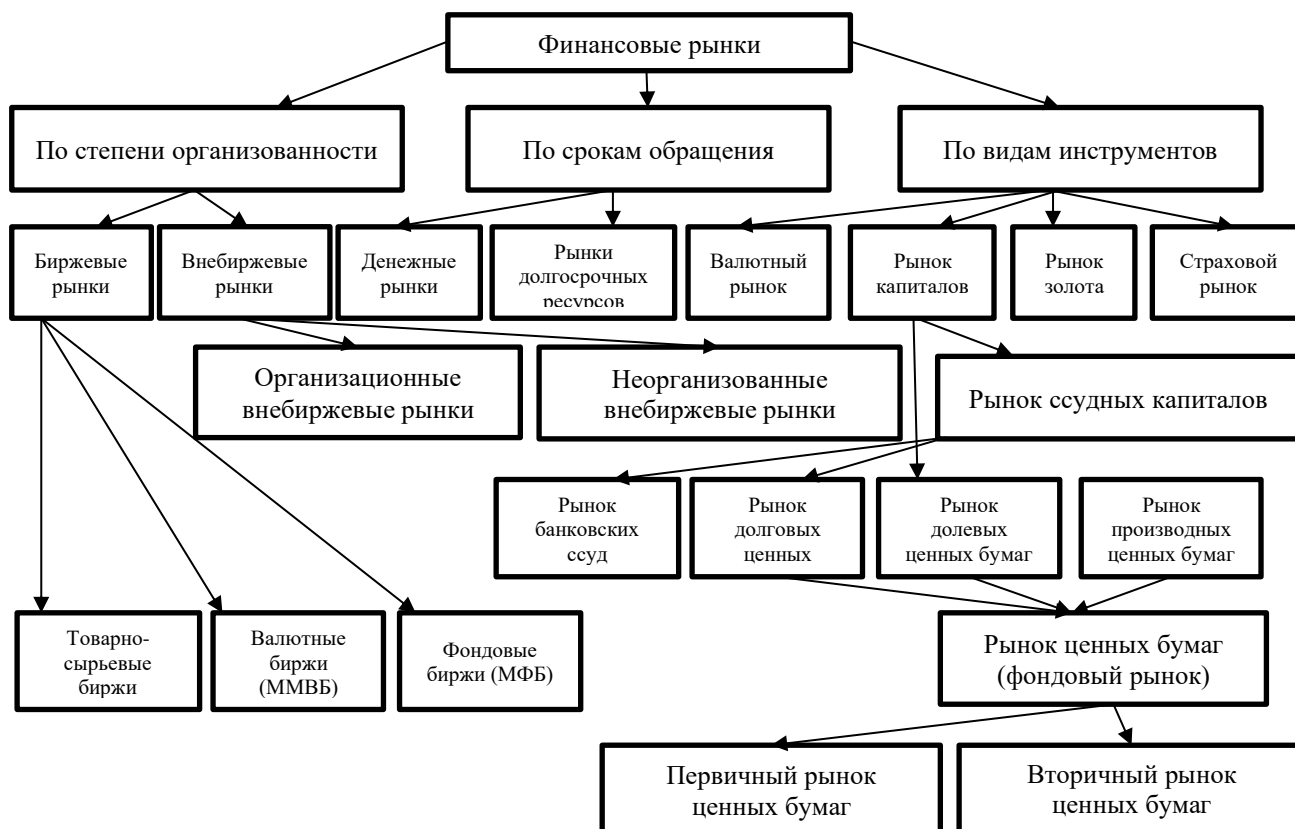 Финансовые рынки
По степени организованности
По срокам обращения
По видам инструментов
Биржевые
рынки
Внебиржевые
рынки
Денежные
рынки
Рынки
долгосрочных
ресурсов
Валютный
рынок
Рынок
капиталов
Рынок
золота
Страховой
рынок
Организационные
внебиржевые рынки
Неорганизованные
внебиржевые рынки
Рынок ссудных капиталов
Рынок
банковских
ссуд
Рынок
долговых
ценных
Рынок
долевых
ценных бумаг
Рынок
производных
ценных бумаг
Товарно-
сырьевые
биржи
Валютные
биржи
(ММВБ)
Фондовые
биржи (МФБ)
Рынок ценных бумаг
(фондовый рынок)
Первичный рынок
ценных бумаг
Вторичный рынок
ценных бумаг